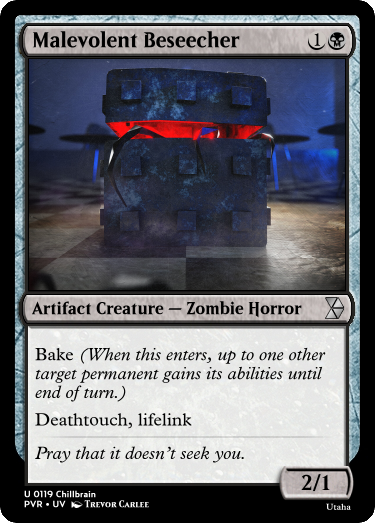 Malevolent Beseecher 1
Artifact Creature — Zombie Horror
Bake (When this enters, up to one other
target permanent gains its abilities until
end of turn.)
Deathtouch, lifelink
Pray that it doesn't seek you.
2/1
U 0119 Chillbrain
PVR • UV Trevor Carlee
Utaha